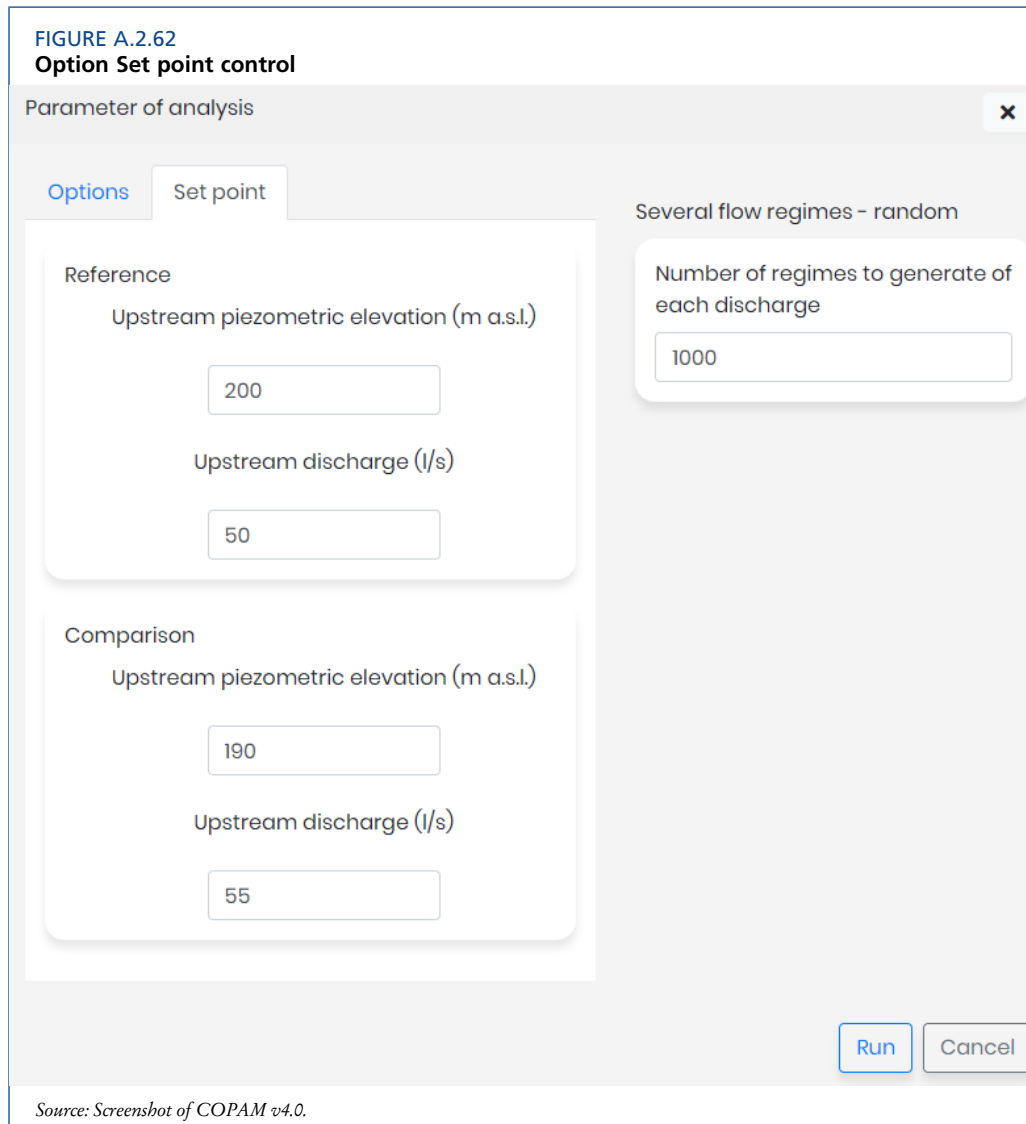 FIGURE A.2.62
Option Set point control
Parameter of analysis
×
Options
Set point
Reference
Upstream piezometric elevation (m a.s.l.)
200
Upstream discharge (l/s)
50
Comparison
Upstream piezometric elevation (m a.s.l.)
190
Upstream discharge (l/s)
55
Several flow regimes - random
Number of regimes to generate of
each discharge
1000
Run
Cancel
Source: Screenshot of COPAM v4.0.